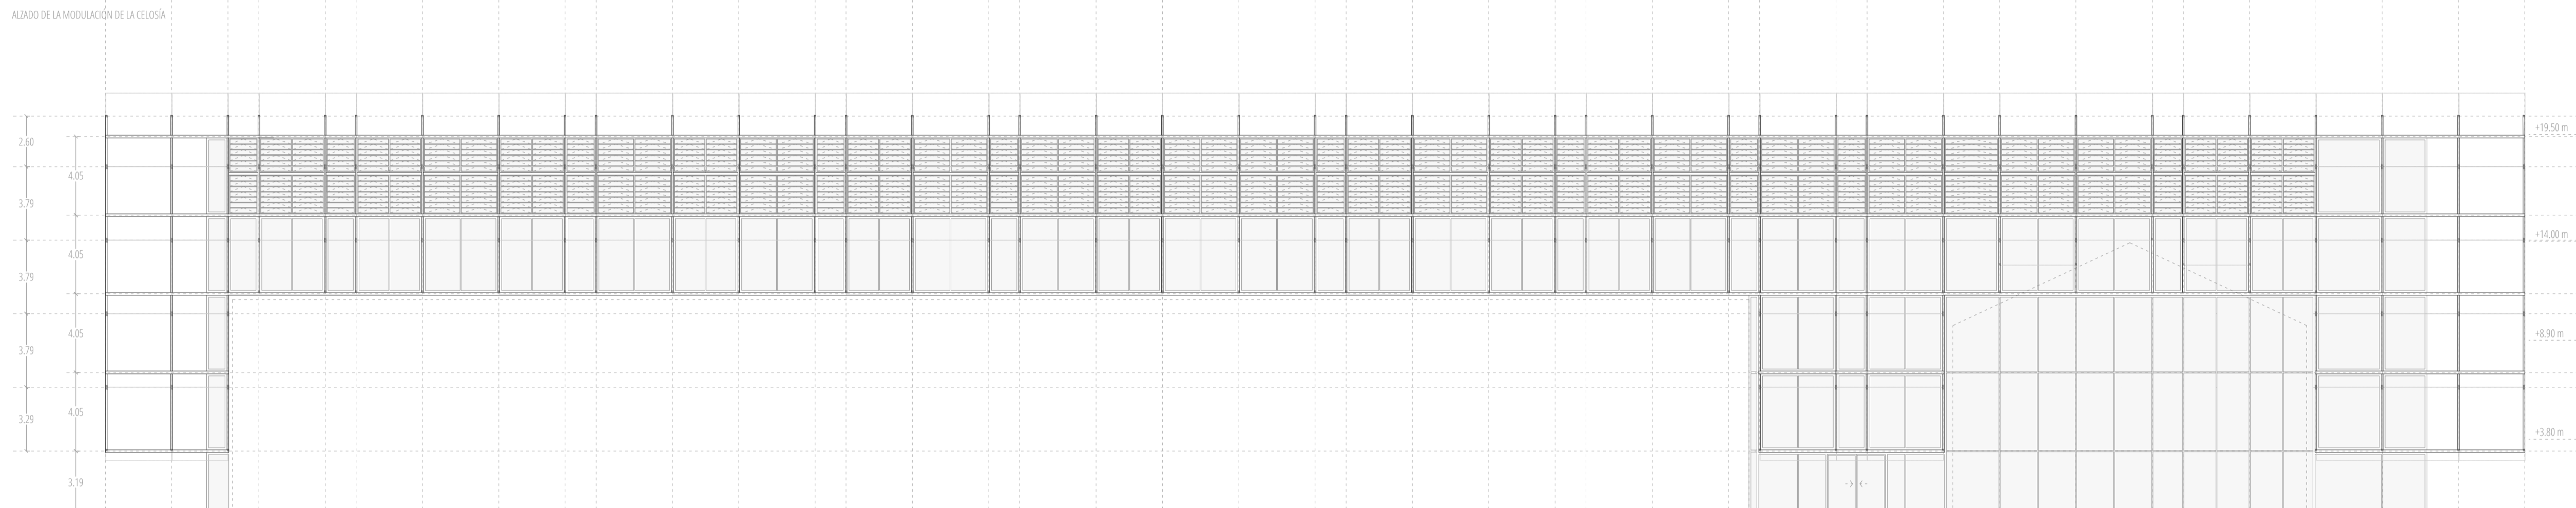 ALZADO DE LA MODULACIÓN DE LA CELOSÍA
+19.50 m
2.60
4.05
3.79
+14.00 m
4.05
3.79
4.05
+8.90 m
3.79
4.05
3.29
+3.80 m
3.19